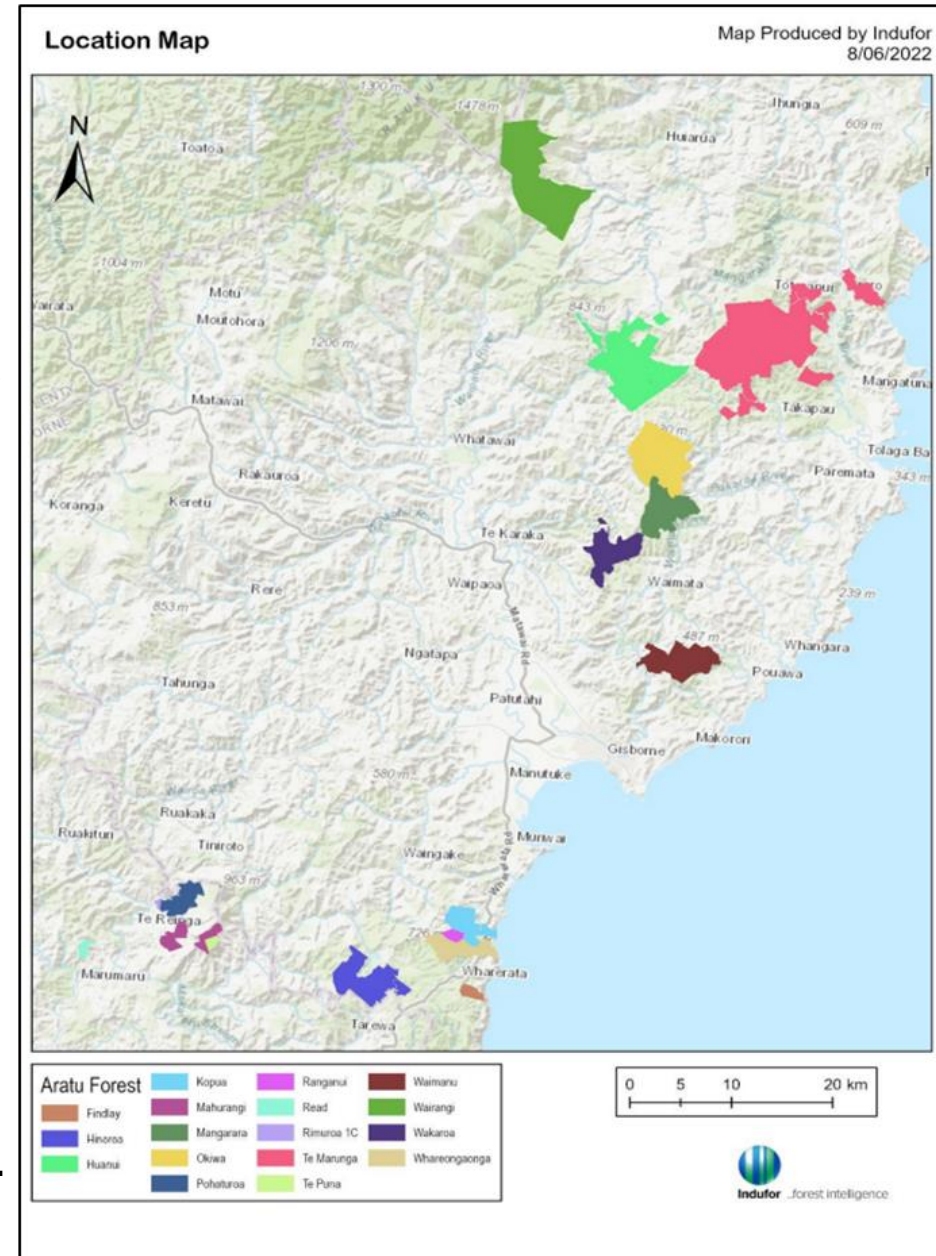 Location Map
Map Produced by Indufor
8/06/2022
N
1300 m
1478 m
Ihungia
609 m
Huiarua
Toatoa
1004 m
Motu
Moutohora
843 m
1206 m
Matawai
Mangatuna
Takapau
Whatawai
Tolaga Ba
Rakauroa
Paremata
343 m
Koranga
Keretu
Te Karaka
Waipaoa
Waimata
Rere
853 m
239 m
Matawai Rd
487 m
Whangara
Ngatapa
Pouawa
Tahunga
Patutahi
Makorori
Gisborne
580 m
Manutuke
Ruakaka
Muriwai
Ruakituri
Tiniroto
Waingake
963 m
Te Reinga
726
Wharerata
Marumaru
Tarewa
Aratu Forest
Findlay
Hinoroa
Huanui
Kopua
Mahurangi
Mangarara
Okiwa
Pohaturoa
Ranganui
Read
Rimuroa 1C
Te Marunga
Te Puna
Waimanu
Wairangi
Wakaroa
Whareongaonga
0 5 10 20 km
Indufor ..forest intelligence